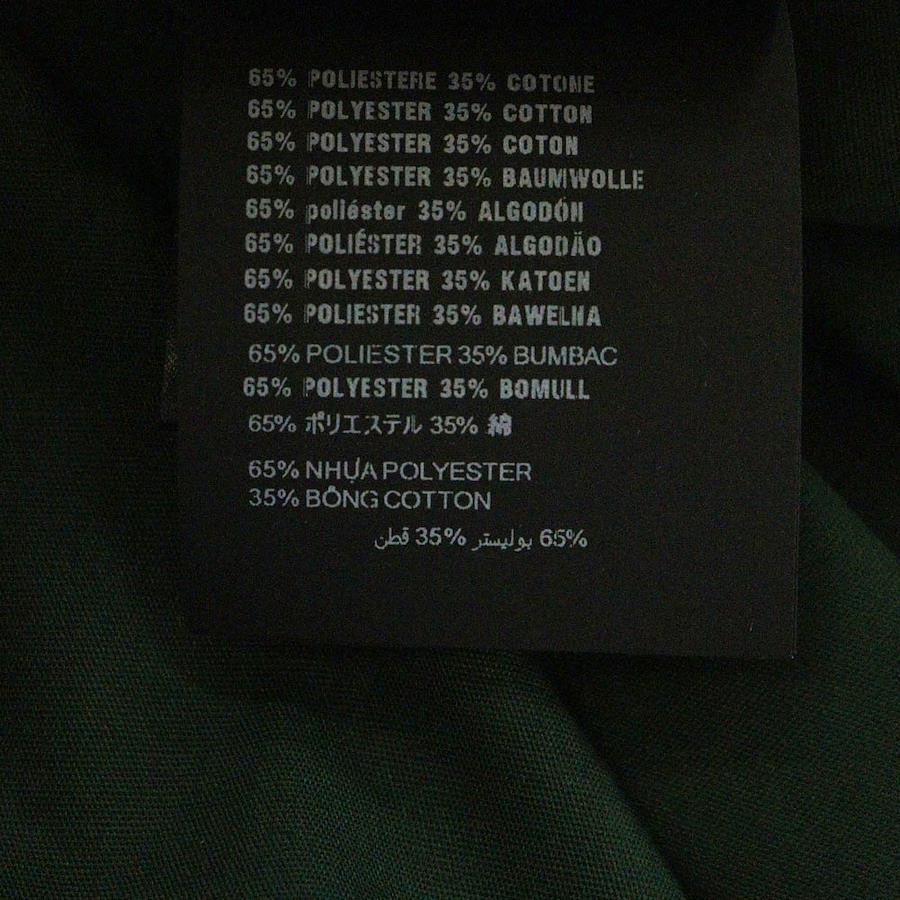 65% POLIESTERE 35% COTONE
65% POLYESTER 35% COTTON
65% POLYESTER 35% COTON
65% POLYESTER 35% BAUMWOLLE
65% poliéster 35% ALGODÓN
65% POLIÉSTER 35% ALGODÃO
65% POLYESTER 35% KATOEN
65% POLIESTER 35% BAWELNA
65% POLIESTER 35% BUMBAC
65% POLYESTER 35% BOMULL
65% ポリエステル 35% 綿
65% NHỰA POLYESTER
35% BÔNG COTTON
65% بوليستر 35% قطن